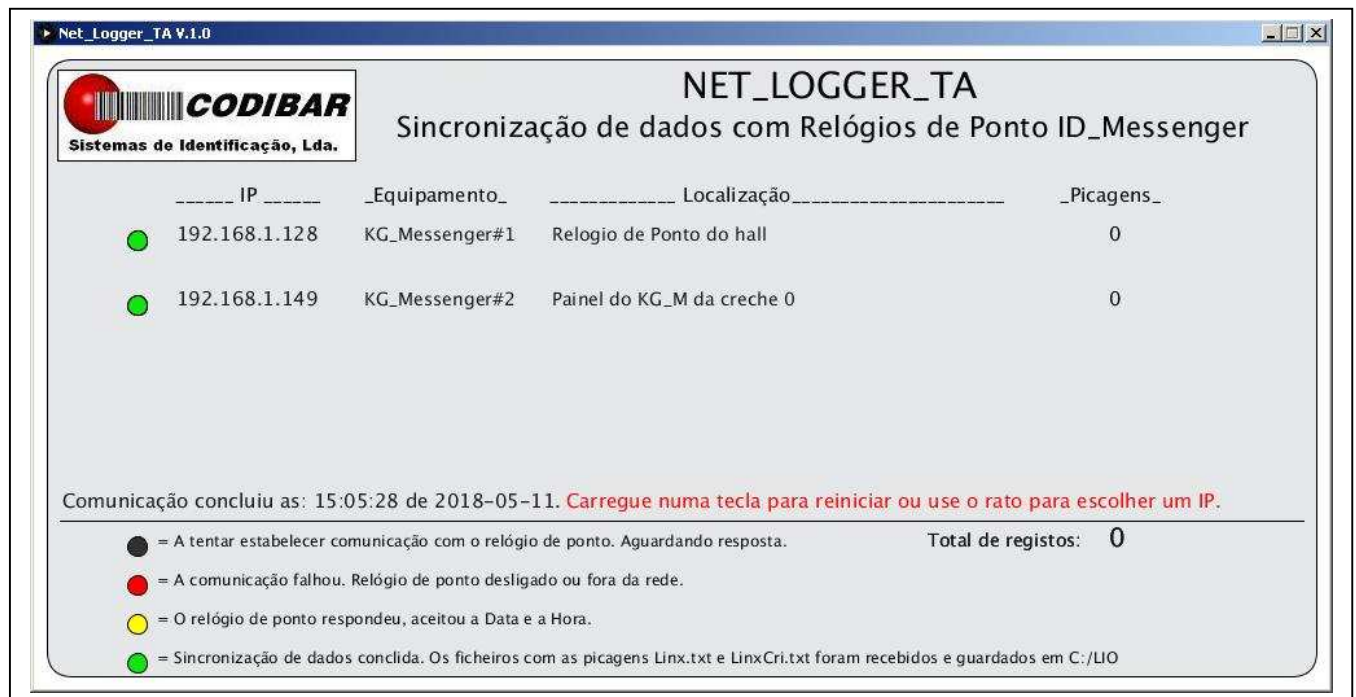 Net_Logger_TA V.1.0
CODIBAR
Sistemas de Identificação, Lda.
NET_LOGGER_TA
Sincronização de dados com Relógios de Ponto ID_Messenger
______ IP ______ _Equipamento_ _____________ Localização______________________ _Picagens_
192.168.1.128 KG_Messenger#1 Relogio de Ponto do hall 0
192.168.1.149 KG_Messenger#2 Painel do KG_M da creche 0 0
Comunicação concluiu as: 15:05:28 de 2018-05-11. Carregue numa tecla para reiniciar ou use o rato para escolher um IP.
= A tentar estabelecer comunicação com o relógio de ponto. Aguardando resposta. Total de registos: 0
= A comunicação falhou. Relógio de ponto desligado ou fora da rede.
= O relógio de ponto respondeu, aceitou a Data e a Hora.
= Sincronização de dados conclida. Os ficheiros com as picagens Linx.txt e LinxCri.txt foram recebidos e guardados em C:/LIO